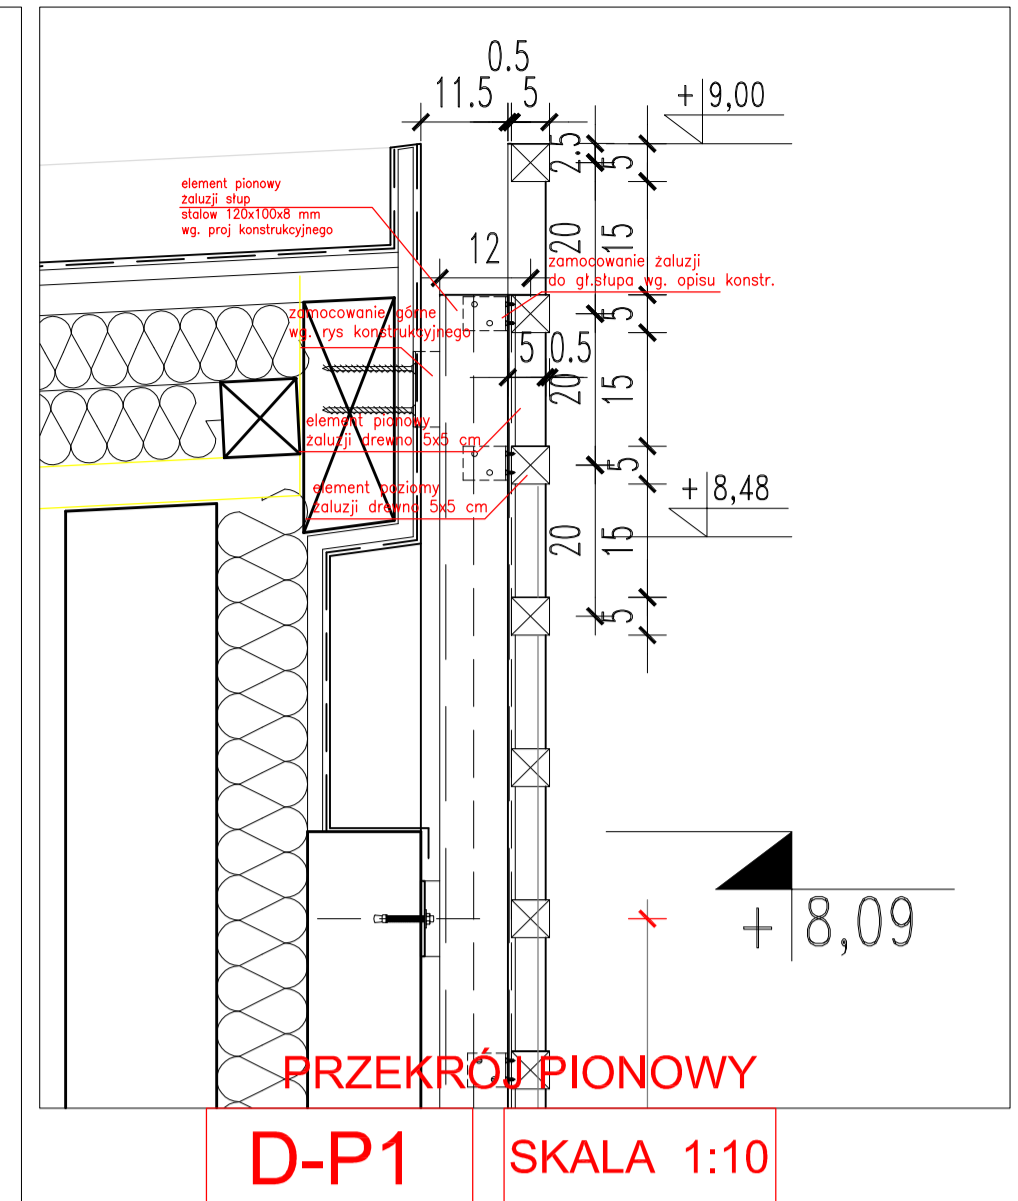 0.5
11.5 5
+ 9,00
2.5
5
element pionowy
żaluzji słup
stalow 120x100x8 mm
wg. proj konstrukcyjnego
20
15
12
zamocowanie żaluzji
do gł.słupa wg. opisu konstr.
zamocowanie górne
wg. rys konstrukcyjnego
5
5 0.5
20
15
element pionowy
żaluzji drewno 5x5 cm
5
element poziomy
żaluzji drewno 5x5 cm
+ 8,48
20
15
5
+ 8,09
PRZEKRÓJ PIONOWY
D-P1
SKALA 1:10